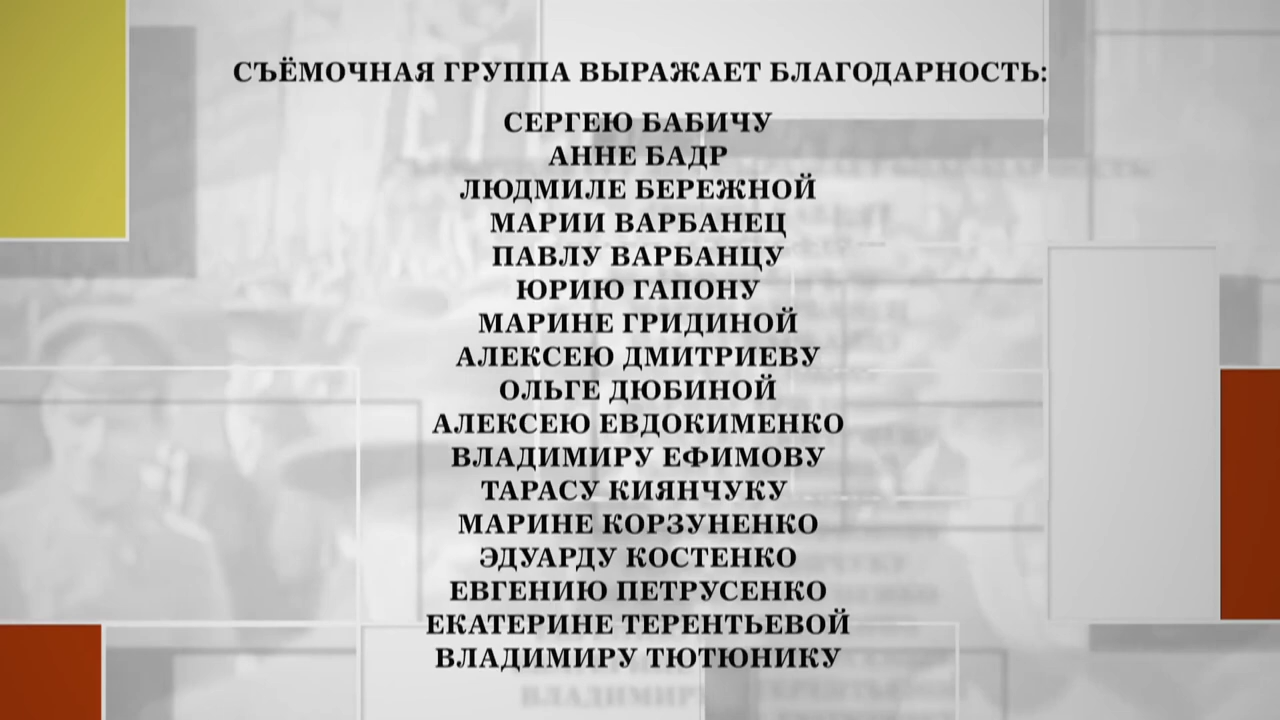 СЪЁМОЧНАЯ ГРУППА ВЫРАЖАЕТ БЛАГОДАРНОСТЬ:
СЕРГЕЮ БАБИЧУ
АННЕ БАДР
ЛЮДМИЛЕ БЕРЕЖНОЙ
МАРИИ ВАРБАНЕЦ
ПАВЛУ ВАРБАНЦУ
ЮРИЮ ГАПОНУ
МАРИНЕ ГРИДИНОЙ
АЛЕКСЕЮ ДМИТРИЕВУ
ОЛЬГЕ ДЮБИНОЙ
АЛЕКСЕЮ ЕВДОКИМЕНКО
ВЛАДИМИРУ ЕФИМОВУ
ТАРАСУ КИЯНЧУКУ
МАРИНЕ КОРЗУНЕНКО
ЭДУАРДУ КОСТЕНКО
ЕВГЕНИЮ ПЕТРУСЕНКО
ЕКАТЕРИНЕ ТЕРЕНТЬЕВОЙ
ВЛАДИМИРУ ТЮТЮНИКУ